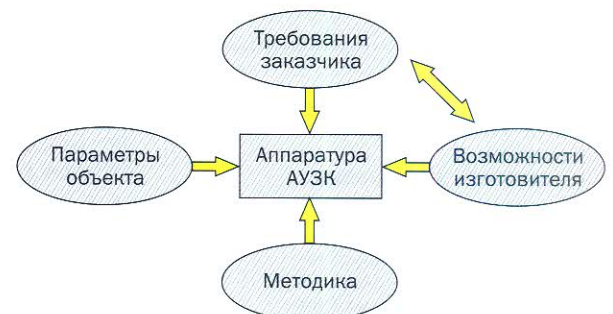 Требования
заказчика
Параметры
объекта
Аппаратура
АУЗК
Возможности
изготовителя
Методика